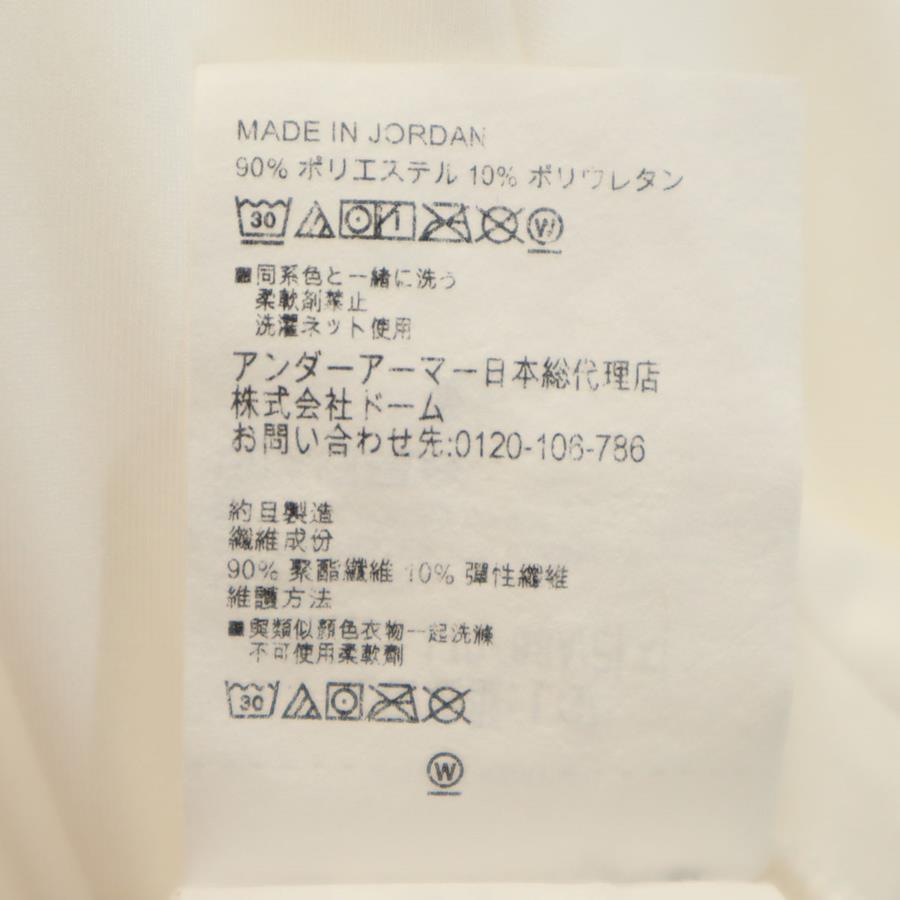 MADE IN JORDAN
90% ポリエステル 10% ポリウレタン
30 W
■同系色と一緒に洗う
柔軟剤禁止
洗濯ネット使用
アンダーアーマー日本総代理店
株式会社ドーム
お問い合わせ先:0120-106-786
約旦製造
纖維成份
90% 聚酯纖維 10% 彈性纖維
維護方法
■與類似顏色衣物一起洗滌
不可使用柔軟劑
30
W